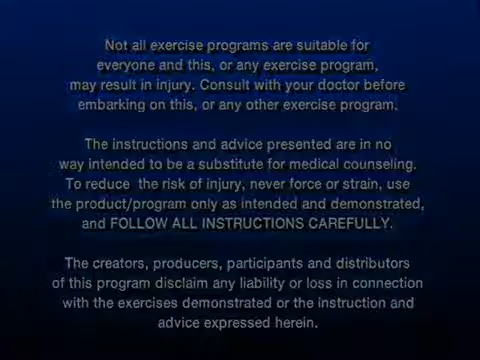 Not all exercise programs are suitable for
everyone and this, or any exercise program,
may result in injury. Consult with your doctor before
embarking on this, or any other exercise program.
The instructions and advice presented are in no
way intended to be a substitute for medical counseling.
To reduce the risk of injury, never force or strain, use
the product/program only as intended and demonstrated,
and FOLLOW ALL INSTRUCTIONS CAREFULLY.
The creators, producers, participants and distributors
of this program disclaim any liability or loss in connection
with the exercises demonstrated or the instruction and
advice expressed herein.